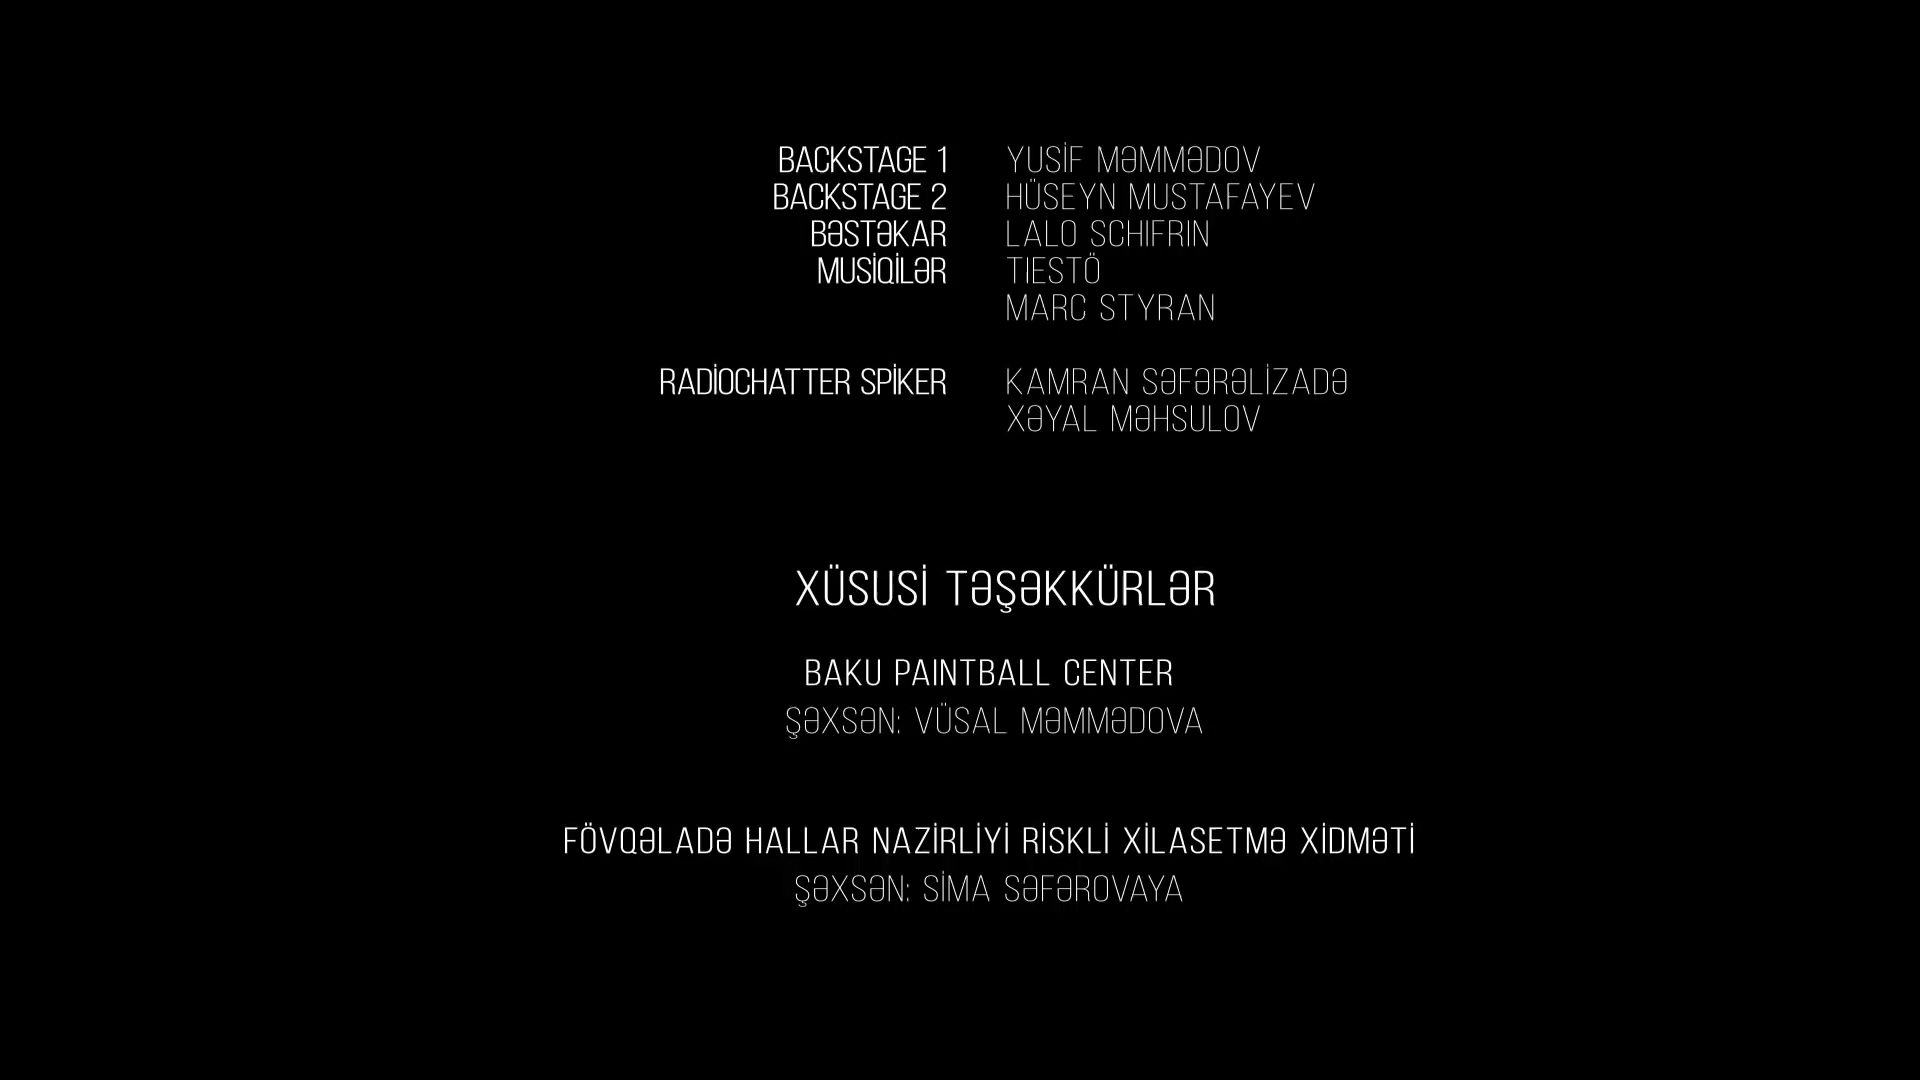 BACKSTAGE 1 YUSİF MƏMMƏDOV
BACKSTAGE 2 HÜSEYN MUSTAFAYEV
BƏSTƏKAR LALO SCHIFRIN
MUSİQİLƏR TIESTÖ
MARC STYRAN
RADİOCHATTER SPİKER KAMRAN SƏFƏRƏLİZADƏ
XƏYAL MƏHSULOV
XÜSUSİ TƏŞƏKKÜRLƏR
BAKU PAINTBALL CENTER
ŞƏXSƏN: VÜSAL MƏMMƏDOVA
FÖVQƏLADƏ HALLAR NAZİRLİYİ RİSKLİ XİLASETMƏ XİDMƏTİ
ŞƏXSƏN: SİMA SƏFƏROVAYA